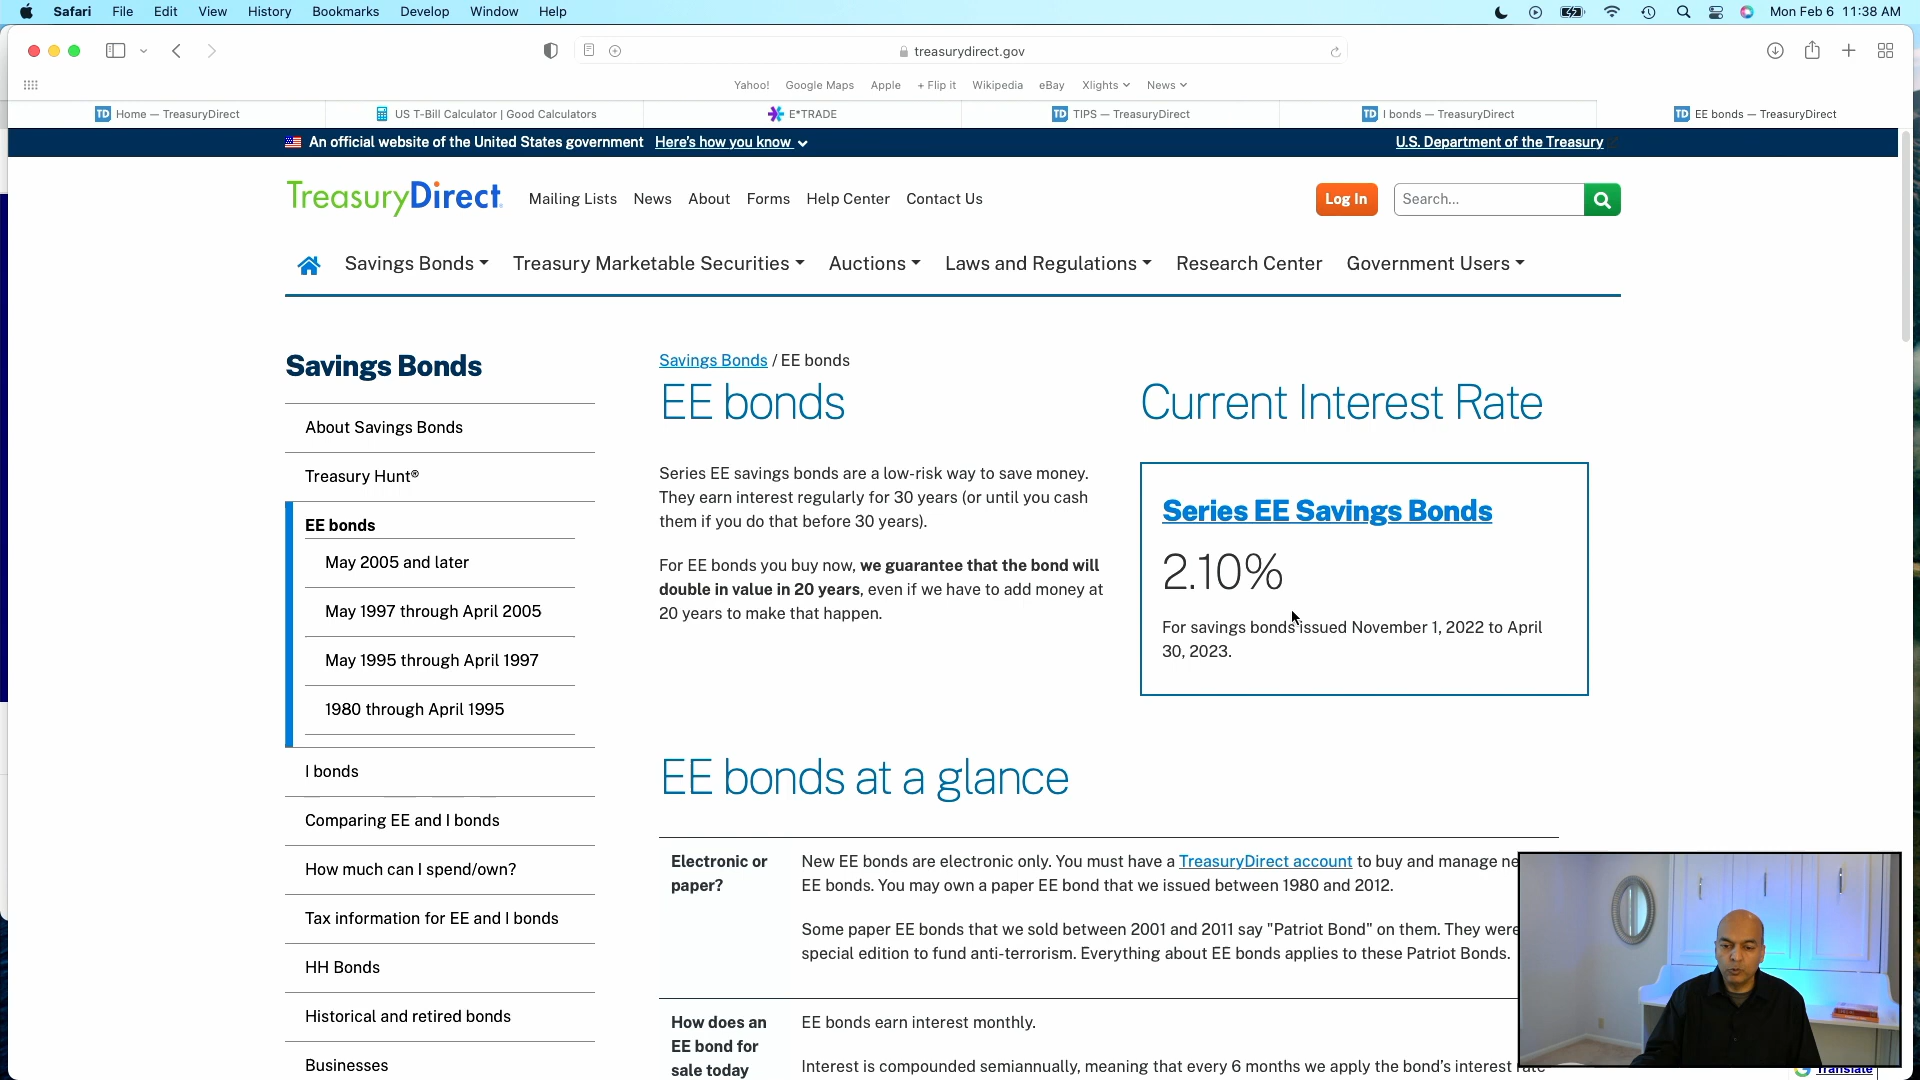 Safari File Edit View History Bookmarks Develop Window Help
Mon Feb 6 11:38 AM
treasurydirect.gov
Yahoo! Google Maps Apple + Flip it Wikipedia eBay Xlights News
TD Home — TreasuryDirect
US T-Bill Calculator | Good Calculators
E*TRADE
TD TIPS — TreasuryDirect
TD I bonds — TreasuryDirect
TD EE bonds — TreasuryDirect
An official website of the United States government Here's how you know
U.S. Department of the Treasury
TreasuryDirect
Mailing Lists News About Forms Help Center Contact Us
Log In
Search...
Savings Bonds Treasury Marketable Securities Auctions Laws and Regulations Research Center Government Users
Savings Bonds
About Savings Bonds
Treasury Hunt®
EE bonds
May 2005 and later
May 1997 through April 2005
May 1995 through April 1997
1980 through April 1995
I bonds
Comparing EE and I bonds
How much can I spend/own?
Tax information for EE and I bonds
HH Bonds
Historical and retired bonds
Businesses
Savings Bonds / EE bonds
EE bonds
Series EE savings bonds are a low-risk way to save money.
They earn interest regularly for 30 years (or until you cash
them if you do that before 30 years).
For EE bonds you buy now, we guarantee that the bond will
double in value in 20 years, even if we have to add money at
20 years to make that happen.
Current Interest Rate
Series EE Savings Bonds
2.10%
For savings bonds issued November 1, 2022 to April
30, 2023.
EE bonds at a glance
Electronic or
paper?
New EE bonds are electronic only. You must have a TreasuryDirect account to buy and manage ne
EE bonds. You may own a paper EE bond that we issued between 1980 and 2012.
Some paper EE bonds that we sold between 2001 and 2011 say "Patriot Bond" on them. They were
special edition to fund anti-terrorism. Everything about EE bonds applies to these Patriot Bonds.
How does an
EE bond for
sale today
EE bonds earn interest monthly.
Interest is compounded semiannually, meaning that every 6 months we apply the bond's interest rate
Translate